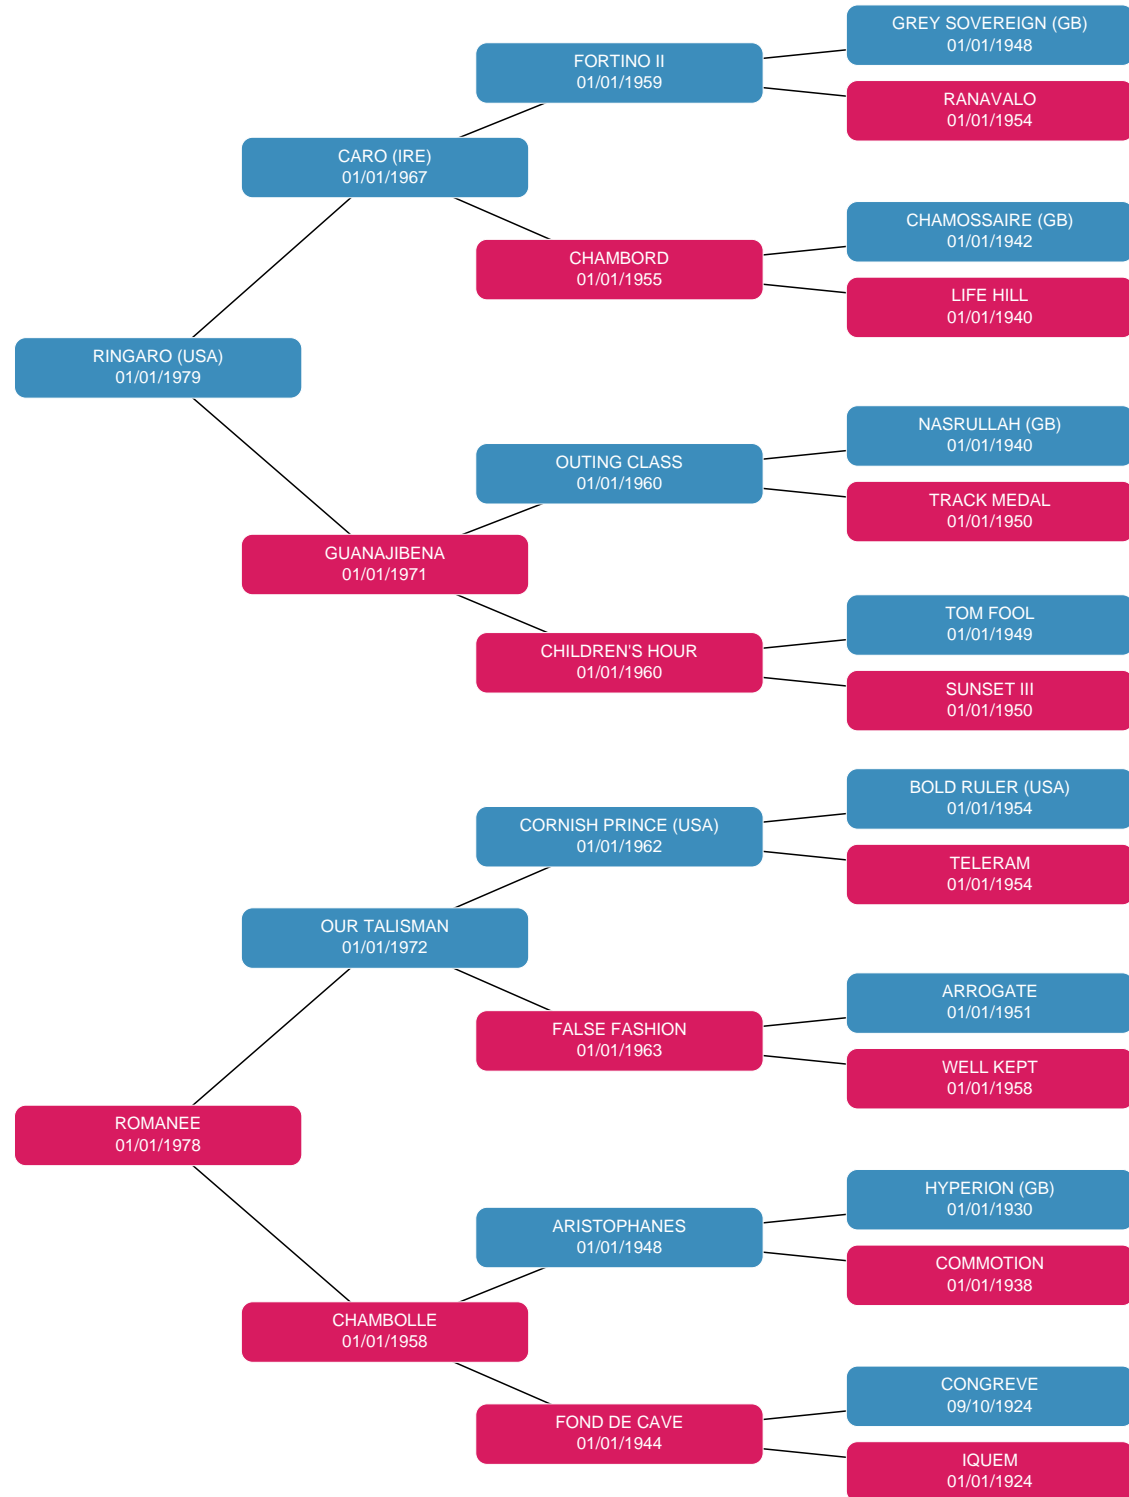 GREY SOVEREIGN (GB)
01/01/1948
FORTINO II
01/01/1959
RANAVALO
01/01/1954
CARO (IRE)
01/01/1967
CHAMOSSAIRE (GB)
01/01/1942
CHAMBORD
01/01/1955
LIFE HILL
01/01/1940
RINGARO (USA)
01/01/1979
NASRULLAH (GB)
01/01/1940
OUTING CLASS
01/01/1960
TRACK MEDAL
01/01/1950
GUANAJIBENA
01/01/1971
TOM FOOL
01/01/1949
CHILDREN'S HOUR
01/01/1960
SUNSET III
01/01/1950
BOLD RULER (USA)
01/01/1954
CORNISH PRINCE (USA)
01/01/1962
TELERAM
01/01/1954
OUR TALISMAN
01/01/1972
ARROGATE
01/01/1951
FALSE FASHION
01/01/1963
WELL KEPT
01/01/1958
ROMANEE
01/01/1978
HYPERION (GB)
01/01/1930
ARISTOPHANES
01/01/1948
COMMOTION
01/01/1938
CHAMBOLLE
01/01/1958
CONGREVE
09/10/1924
FOND DE CAVE
01/01/1944
IQUEM
01/01/1924